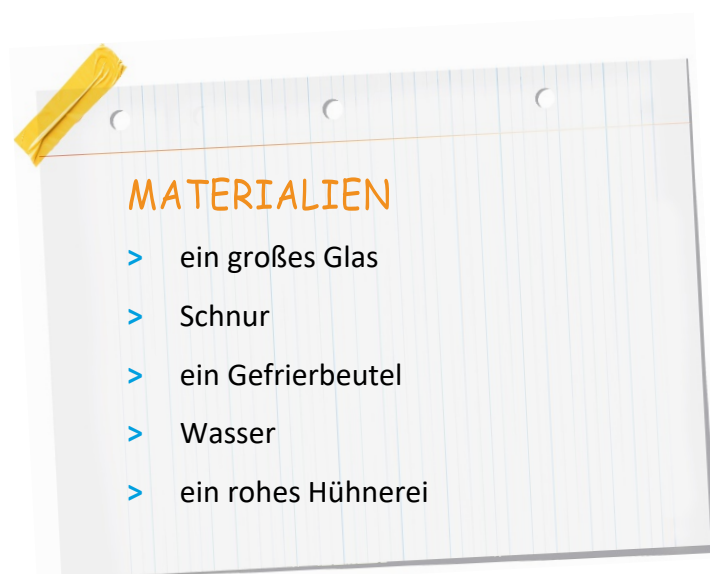 MATERIALIEN
> ein großes Glas
> Schnur
> ein Gefrierbeutel
> Wasser
> ein rohes Hühnerei